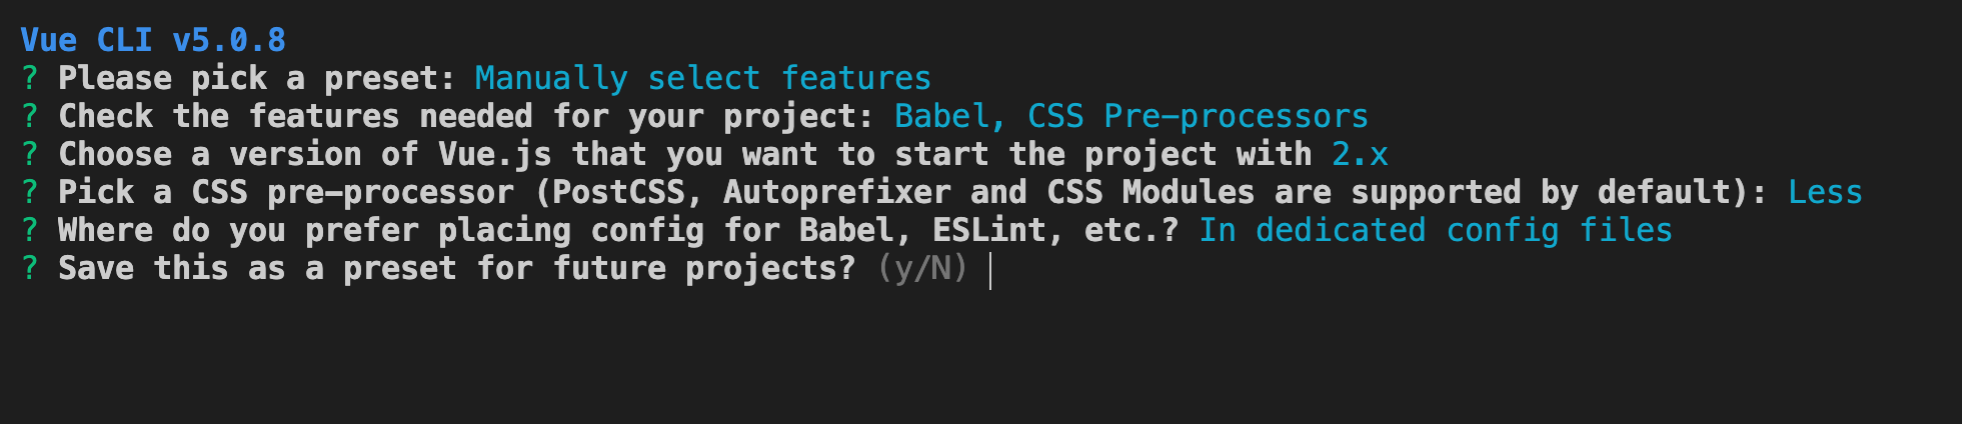 Vue CLI v5.0.8
? Please pick a preset: Manually select features
? Check the features needed for your project: Babel, CSS Pre-processors
? Choose a version of Vue.js that you want to start the project with 2.x
? Pick a CSS pre-processor (PostCSS, Autoprefixer and CSS Modules are supported by default): Less
? Where do you prefer placing config for Babel, ESLint, etc.? In dedicated config files
? Save this as a preset for future projects? (y/N)